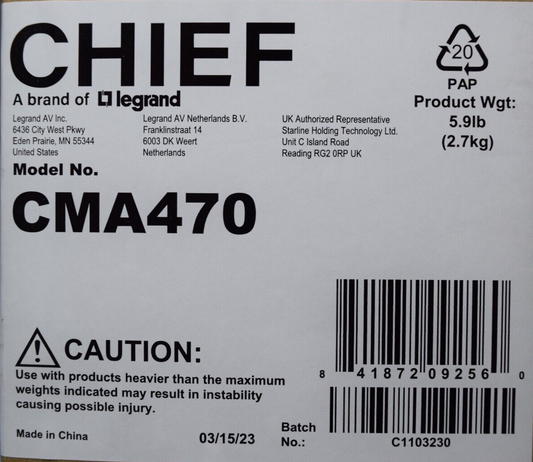 CHIEF
A brand of legrand
Legrand AV Inc.
6436 City West Pkwy
Eden Prairie, MN 55344
United States
Legrand AV Netherlands B.V.
Franklinstraat 14
6003 DK Weert
Netherlands
UK Authorized Representative
Starline Holding Technology Ltd.
Unit C Island Road
Reading RG2 0RP UK
20
PAP
Product Wgt:
5.9lb
(2.7kg)
Model No.
CMA470
CAUTION:
Use with products heavier than the maximum
weights indicated may result in instability
causing possible injury.
8 41872 09256 0
Made in China
03/15/23
Batch
No.:
C1103230